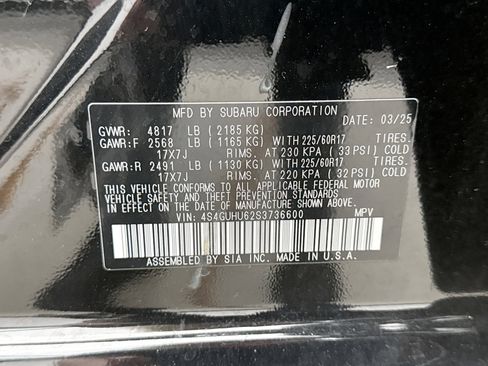 MFD BY SUBARU CORPORATION DATE: 03/25
GVWR: 4817 LB (2185 KG)
GAWR:F 2568 LB (1165 KG) WITH 225/60R17 TIRES.
17X7J RIMS. AT 230 KPA (33 PSI) COLD
GAWR:R 2491 LB (1130 KG) WITH 225/60R17 TIRES.
17X7J RIMS. AT 220 KPA (32 PSI) COLD
THIS VEHICLE CONFORMS TO ALL APPLICABLE FEDERAL MOTOR
VEHICLE SAFETY AND BUMPER STANDARDS
IN EFFECT ON THE DATE OF MANUFACTURE SHOWN ABOVE.
VIN: 4S4GUHU62S3736600 MPV
ASSEMBLED BY SIA INC. MADE IN U.S.A.